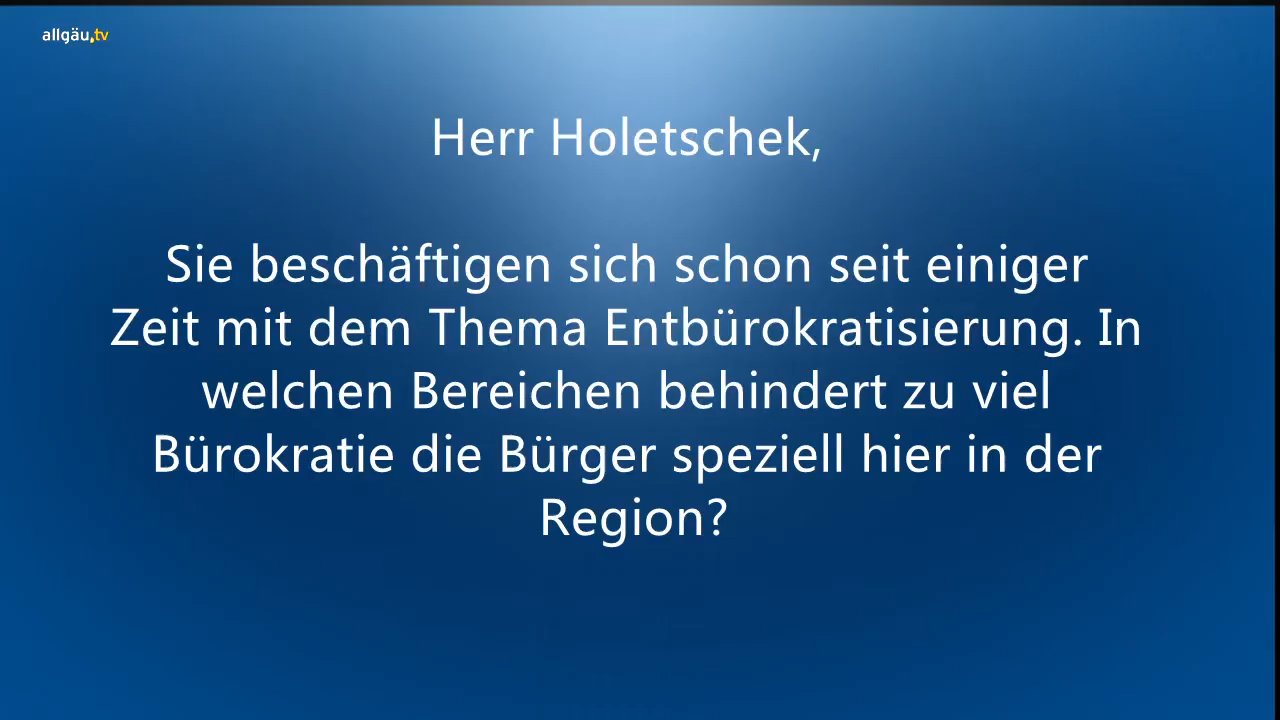 allgäu.tv
Herr Holetschek,
Sie beschäftigen sich schon seit einiger
Zeit mit dem Thema Entbürokratisierung. In
welchen Bereichen behindert zu viel
Bürokratie die Bürger speziell hier in der
Region?